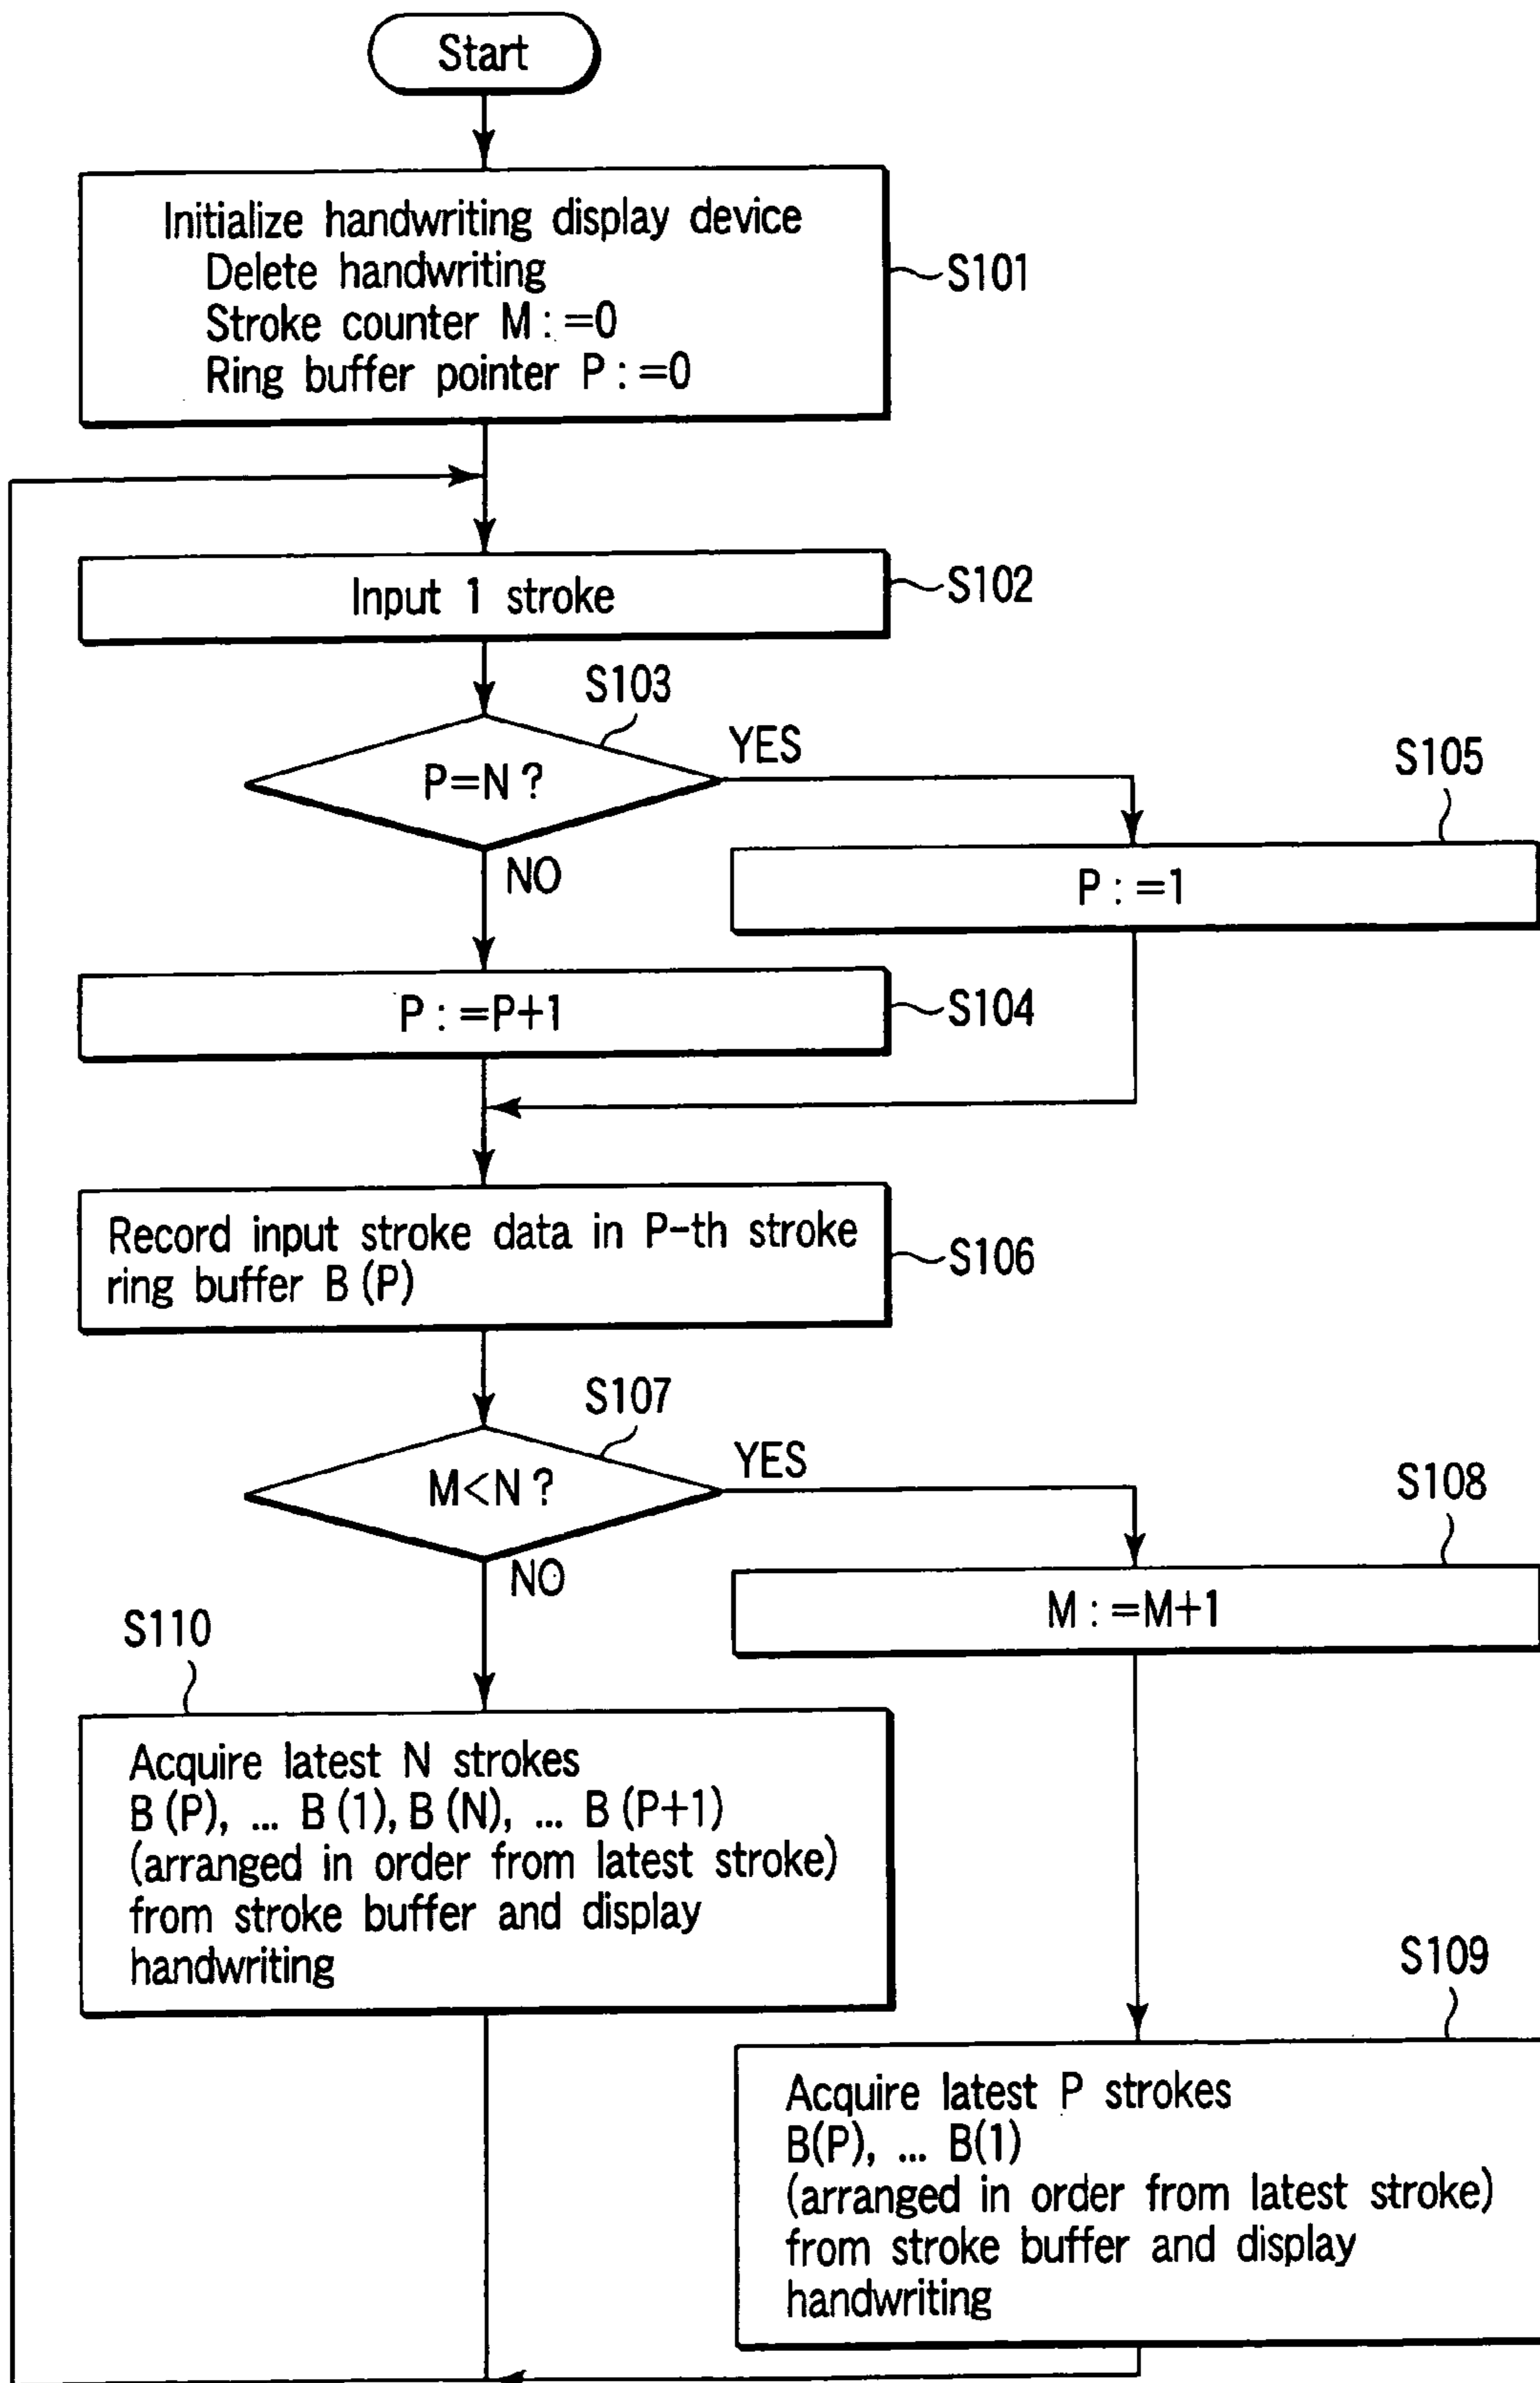 Start
Initialize handwriting display device
Delete handwriting
Stroke counter M:=0
Ring buffer pointer P:=0
S101
Input 1 stroke
S102
S103
P=N?
YES
NO
S105
P:=1
P:=P+1
S104
Record input stroke data in P-th stroke
ring buffer B(P)
S106
S107
M<N?
YES
NO
S108
M:=M+1
S110
Acquire latest N strokes
B(P), ... B(1), B(N), ... B(P+1)
(arranged in order from latest stroke)
from stroke buffer and display
handwriting
S109
Acquire latest P strokes
B(P), ... B(1)
(arranged in order from latest stroke)
from stroke buffer and display
handwriting